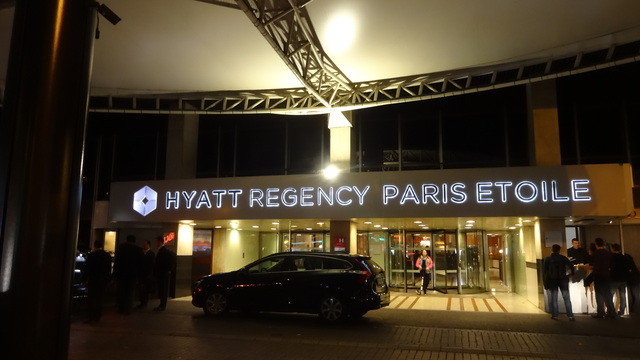 HYATT REGENCY PARIS ETOILE